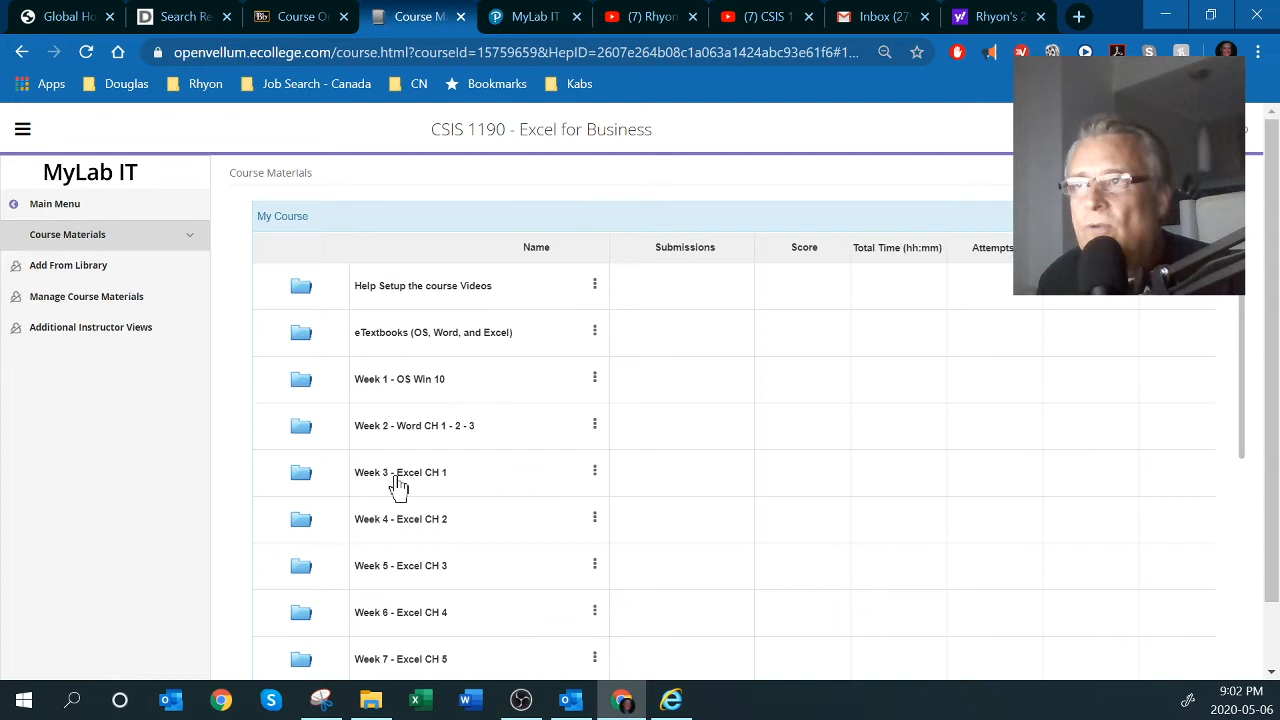 Global Ho
Search Re
Course O
Course M
MyLab IT
(7) Rhyon
(7) CSIS 1
Inbox (27
Rhyon's 2
openvellum.ecollege.com/course.html?courseId=15759659&HepID=2607e264b08c1a063a1424abc93e61f6#1...
Apps
Douglas
Rhyon
Job Search - Canada
CN
Bookmarks
Kabs
CSIS 1190 - Excel for Business
MyLab IT
Main Menu
Course Materials
Add From Library
Manage Course Materials
Additional Instructor Views
Course Materials
My Course
Name
Submissions
Score
Total Time (hh:mm)
Attempts
Help Setup the course Videos
eTextbooks (OS, Word, and Excel)
Week 1 - OS Win 10
Week 2 - Word CH 1 - 2 - 3
Week 3 - Excel CH 1
Week 4 - Excel CH 2
Week 5 - Excel CH 3
Week 6 - Excel CH 4
Week 7 - Excel CH 5
9:02 PM
2020-05-06